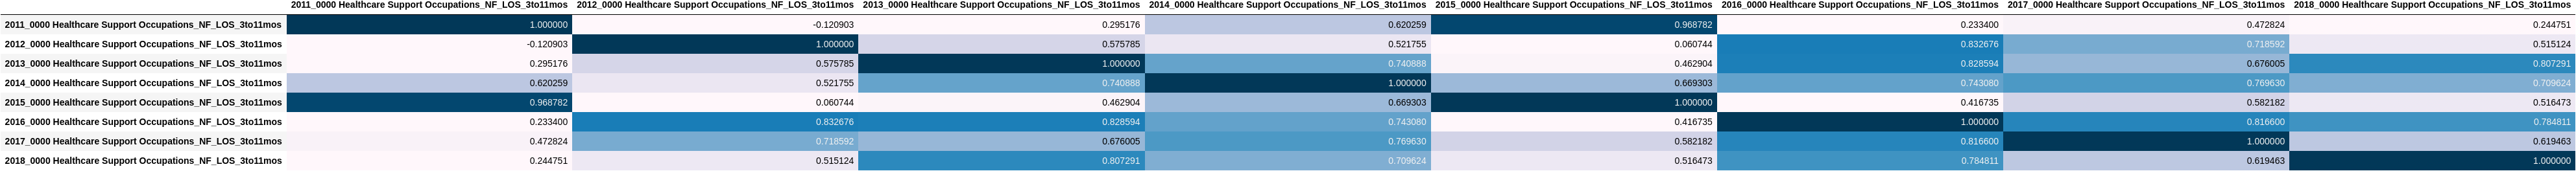 2011_0000 Healthcare Support Occupations_NF_LOS_3to11mos 2012_0000 Healthcare Support Occupations_NF_LOS_3to11mos 2013_0000 Healthcare Support Occupations_NF_LOS_3to11mos 2014_0000 Healthcare Support Occupations_NF_LOS_3to11mos 2015_0000 Healthcare Support Occupations_NF_LOS_3to11mos 2016_0000 Healthcare Support Occupations_NF_LOS_3to11mos 2017_0000 Healthcare Support Occupations_NF_LOS_3to11mos 2018_0000 Healthcare Support Occupations_NF_LOS_3to11mos
2011_0000 Healthcare Support Occupations_NF_LOS_3to11mos 1.000000 -0.120903 0.295176 0.620259 0.968782 0.233400 0.472824 0.244751
2012_0000 Healthcare Support Occupations_NF_LOS_3to11mos -0.120903 1.000000 0.575785 0.521755 0.060744 0.832676 0.718592 0.515124
2013_0000 Healthcare Support Occupations_NF_LOS_3to11mos 0.295176 0.575785 1.000000 0.740888 0.462904 0.828594 0.676005 0.807291
2014_0000 Healthcare Support Occupations_NF_LOS_3to11mos 0.620259 0.521755 0.740888 1.000000 0.669303 0.743080 0.769630 0.709624
2015_0000 Healthcare Support Occupations_NF_LOS_3to11mos 0.968782 0.060744 0.462904 0.669303 1.000000 0.416735 0.582182 0.516473
2016_0000 Healthcare Support Occupations_NF_LOS_3to11mos 0.233400 0.832676 0.828594 0.743080 0.416735 1.000000 0.816600 0.784811
2017_0000 Healthcare Support Occupations_NF_LOS_3to11mos 0.472824 0.718592 0.676005 0.769630 0.582182 0.816600 1.000000 0.619463
2018_0000 Healthcare Support Occupations_NF_LOS_3to11mos 0.244751 0.515124 0.807291 0.709624 0.516473 0.784811 0.619463 1.000000